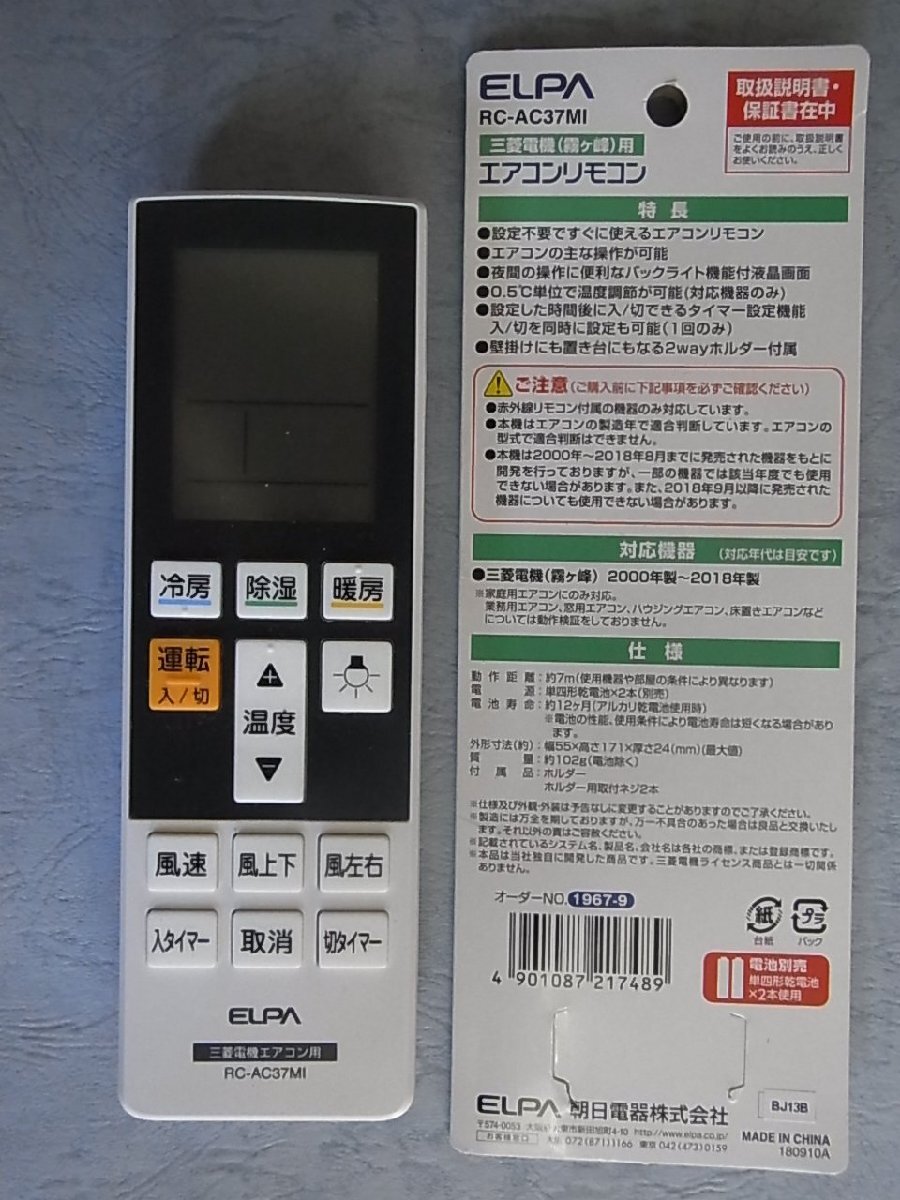 冷房 除湿 暖房
運転
入/切
温度
風速 風上下 風左右
入タイマー 取消 切タイマー
ELPA
三菱電機エアコン用
RC-AC37MI
ELPA
RC-AC37MI
三菱電機(霧ヶ峰)用
エアコンリモコン
取扱説明書・
保証書在中
ご使用の前に、取扱説明書
をよくお読みのうえ、正しく
お使いください。
特長
●設定不要ですぐに使えるエアコンリモコン
●エアコンの主な操作が可能
●夜間の操作に便利なバックライト機能付液晶画面
●0.5℃単位で温度調節が可能(対応機器のみ)
●設定した時間後に入/切できるタイマー設定機能
入/切を同時に設定も可能(1回のみ)
●壁掛けにも置き台にもなる2wayホルダー付属
ご注意(ご購入前に下記事項を必ずご確認ください)
●赤外線リモコン付属の機器のみ対応しています。
●本機はエアコンの製造年で適合判断しています。エアコンの
型式で適合判断はできません。
●本機は2000年～2018年8月までに発売された機器をもとに
開発を行っておりますが、一部の機器では該当年度でも使用
できない場合があります。また、2018年9月以降に発売された
機器についても使用できない場合があります。
対応機器 (対応年代は目安です)
●三菱電機(霧ヶ峰) 2000年製～2018年製
※家庭用エアコンにのみ対応。
業務用エアコン、窓用エアコン、ハウジングエアコン、床置きエアコンなど
については動作検証をしておりません。
仕様
動作距離:約7m(使用機器や部屋の条件により異なります)
電源:単四形乾電池×2本(別売)
電池寿命:約12ヶ月(アルカリ乾電池使用時)
※電池の性能、使用条件により電池寿命は短くなる場合があり
ます。
外形寸法(約):幅55×高さ171×厚さ24(mm)(最大値)
質量:約102g(電池除く)
付属品:ホルダー
ホルダー用取付ネジ2本
※仕様及び外観・外装は予告なしに変更することがありますのでご了承ください。
※製造には万全を期しておりますが、万一不具合のあった場合は良品と交換いたし
ます。それ以外の責はご容赦ください。
※記載されているシステム名、製品名、会社名は各社の商標、または登録商標です。
※本品は当社独自に開発した商品です。三菱電機ライセンス商品とは一切関係
ありません。
オーダーNO. 1967-9
4 901087 217489
紙
台紙
プラ
パック
電池別売
単四形乾電池
×2本使用
ELPA 朝日電器株式会社
〒574-0053 大阪府大東市新田旭町4-10 http://www.elpa.co.jp/
お客様窓口 大阪 072(871)1166 東京 042(473)0159
BJ13B
MADE IN CHINA
180910A